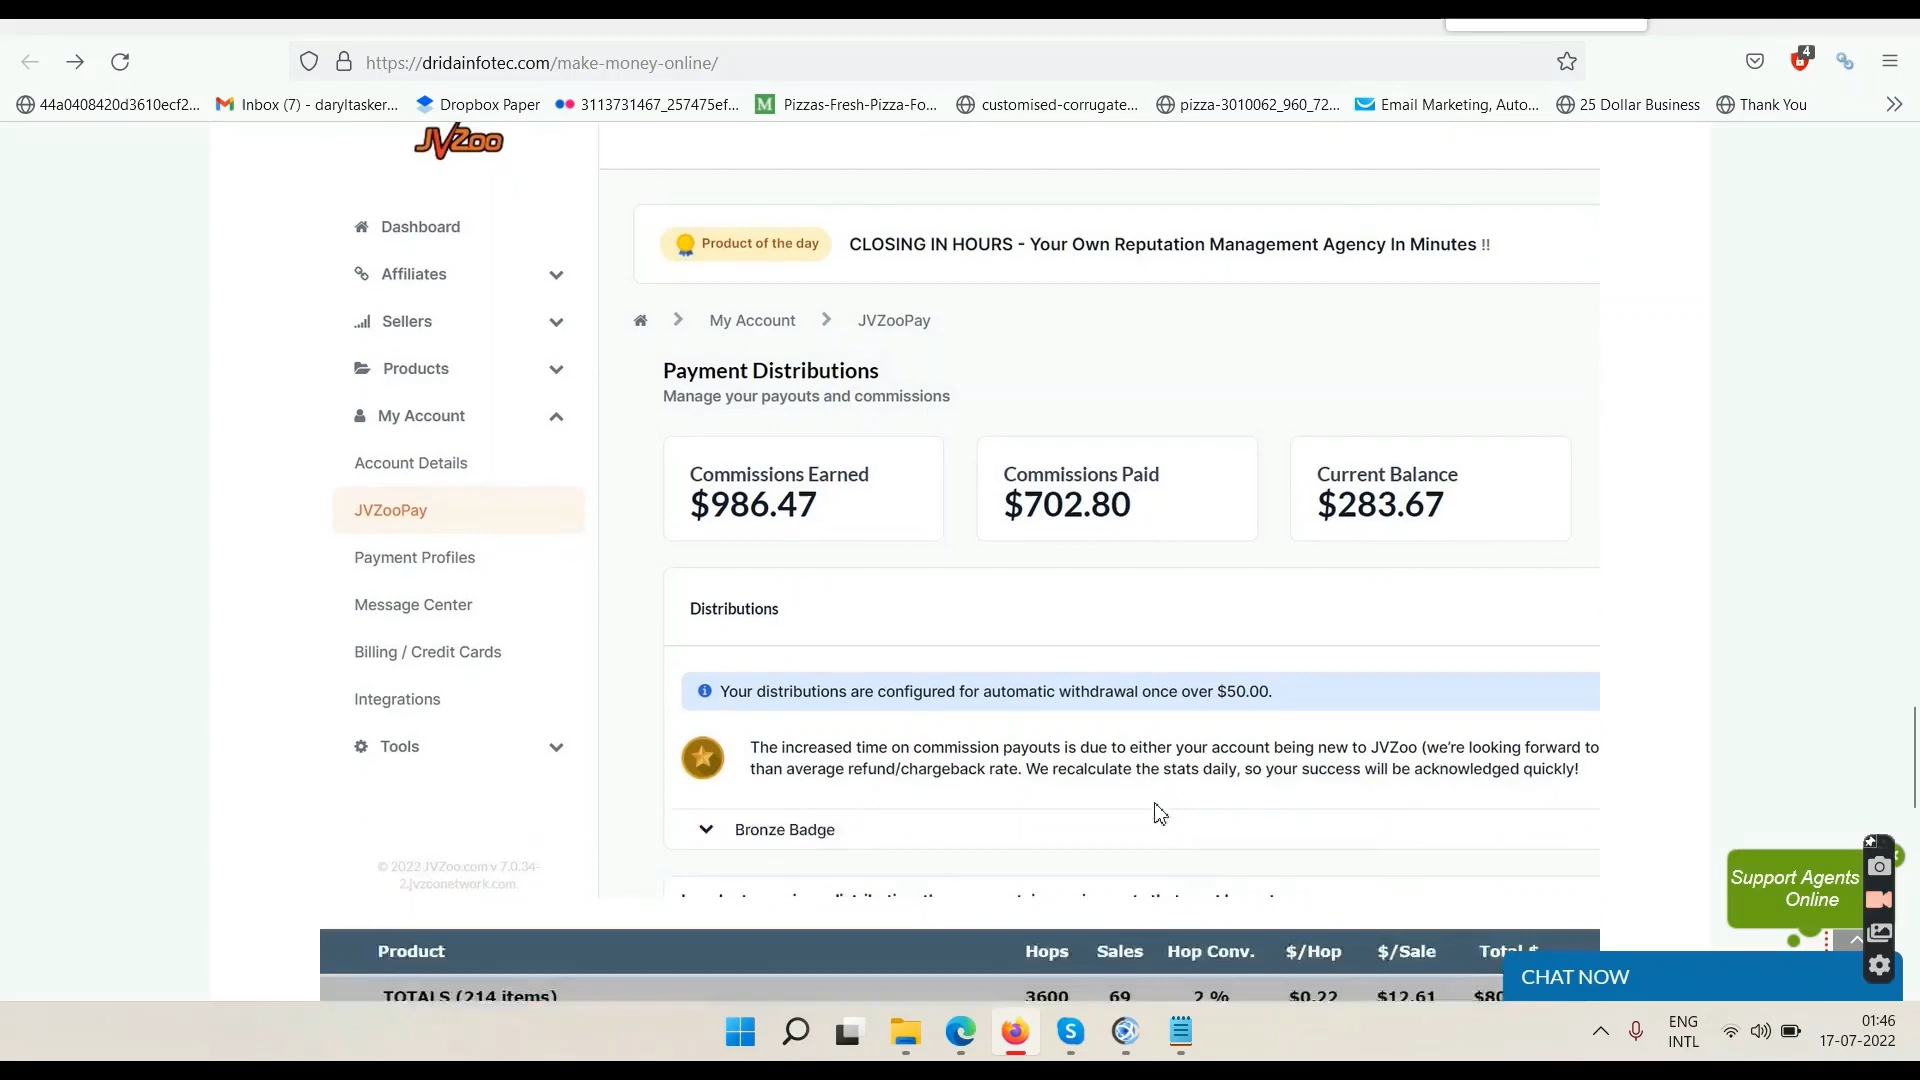 4
https://dridainfotec.com/make-money-online/
44a0408420d3610ecf2...
Inbox (7) - daryltasker...
Dropbox Paper
3113731467_257475ef...
M
Pizzas-Fresh-Pizza-Fo...
customised-corrugate...
pizza-3010062_960_72...
Email Marketing, Auto...
25 Dollar Business
Thank You
JVZoo
Dashboard
Affiliates
Sellers
Products
My Account
Account Details
JVZooPay
Payment Profiles
Message Center
Billing / Credit Cards
Integrations
Tools
© 2022 JVZoo.com v 7.0.34-
2.jvzoonetwork.com
Product of the day
CLOSING IN HOURS - Your Own Reputation Management Agency In Minutes !!
My Account
JVZooPay
Payment Distributions
Manage your payouts and commissions
Commissions Earned
$986.47
Commissions Paid
$702.80
Current Balance
$283.67
Distributions
Your distributions are configured for automatic withdrawal once over $50.00.
The increased time on commission payouts is due to either your account being new to JVZoo (we're looking forward to
than average refund/chargeback rate. We recalculate the stats daily, so your success will be acknowledged quickly!
Bronze Badge
Product Hops Sales Hop Conv. $/Hop $/Sale
TOTALS (214 items) 3600 69 2 % $0.22 $12.61
Support Agents
Online
CHAT NOW
ENG
INTL
01:46
17-07-2022